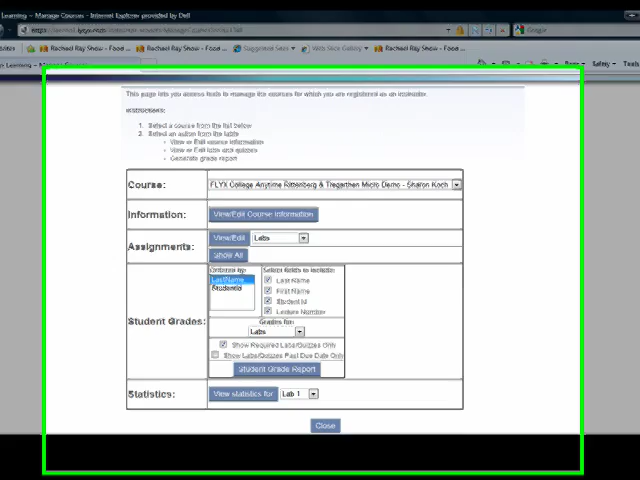 Learning ~ Manage Courses - Internet Explorer provided by Dell
Google
Rachael Ray Show - Food ...
Rachael Ray Show - Food ...
Suggested Sites
Web Slice Gallery
Rachael Ray Show - Food ...
Learning ~ Manage Courses
Safety
Tools
This page lets you access tools to manage the courses for which you are registered as an instructor.
Instructions:
1. Select a course from the list below
2. Select an action from the table
View or Edit course information
View or Edit labs and quizzes
Generate grade report
Course: FLYX College Anytime Rittenberg & Tregarthen Micro Demo - Sharon Koch
Information: View/Edit Course Information
Assignments: View/Edit Labs
Show All
Student Grades:
Ordered by: Select fields to include:
LastName Last Name
StudentId First Name
Student Id
Lecture Number
Grades for:
Labs
Show Required Labs/Quizzes Only
Show Labs/Quizzes Past Due Date Only
Student Grade Report
Statistics: View statistics for Lab 1
Close